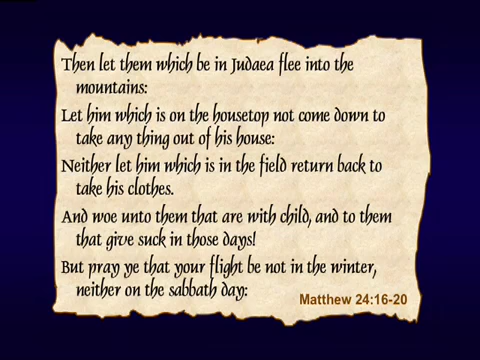 Then let them which be in Judaea flee into the
mountains:
Let him which is on the housetop not come down to
take any thing out of his house:
Neither let him which is in the field return back to
take his clothes.
And woe unto them that are with child, and to them
that give suck in those days!
But pray ye that your flight be not in the winter,
neither on the sabbath day:
Matthew 24:16-20